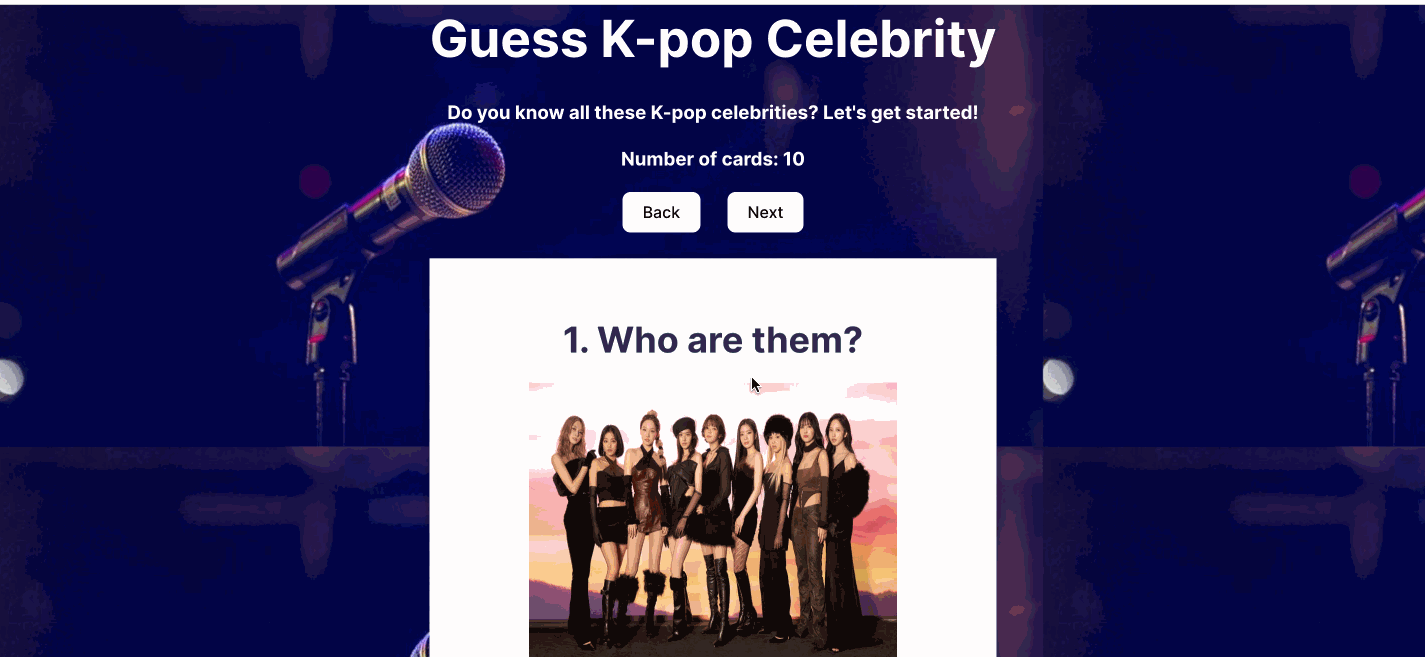 Guess K-pop Celebrity
Do you know all these K-pop celebrities? Let's get started!
Number of cards: 10
Back
Next
1. Who are them?